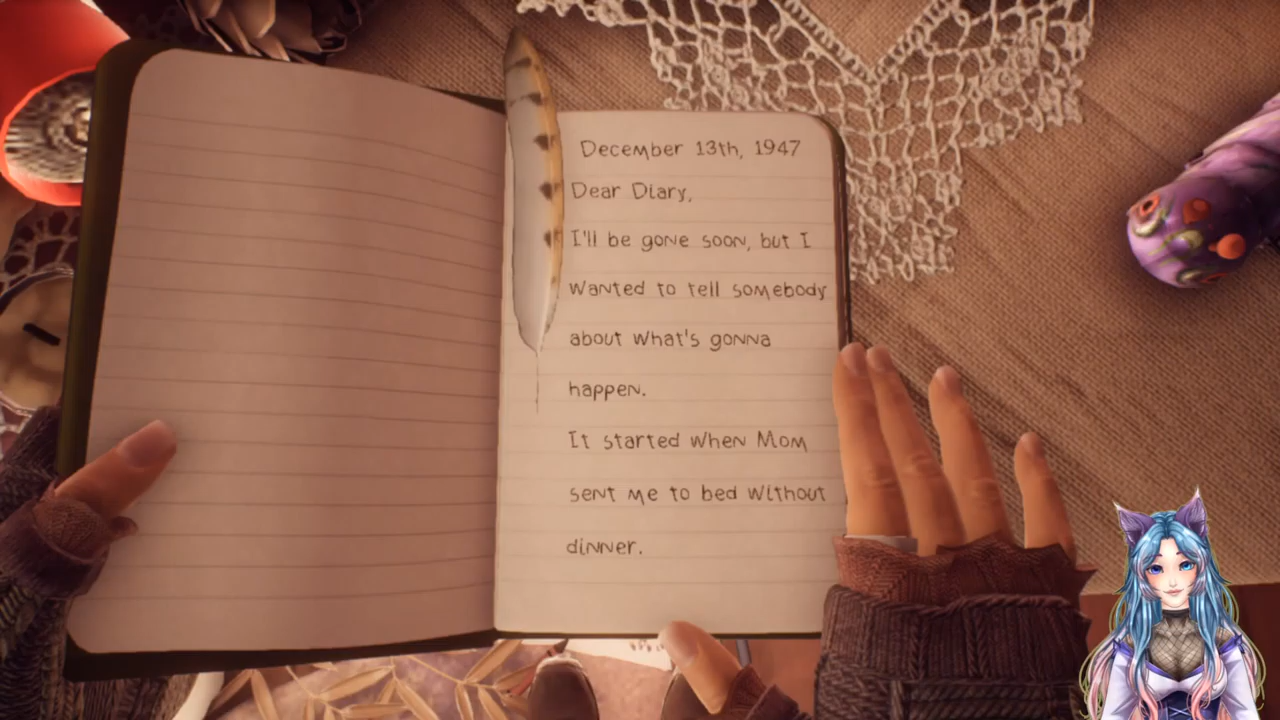 December 13th, 1947
Dear Diary,
I'll be gone soon, but I
wanted to tell somebody
about what's gonna
happen.
It started when Mom
sent me to bed without
dinner.